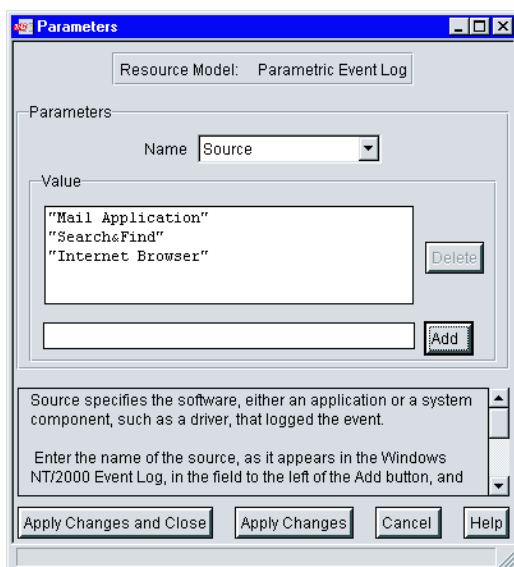 Parameters
Resource Model: Parametric Event Log
Parameters
Name Source
Value
"Mail Application"
"Search&Find"
"Internet Browser"
Delete
Add
Source specifies the software, either an application or a system
component, such as a driver, that logged the event.
Enter the name of the source, as it appears in the Windows
NT/2000 Event Log, in the field to the left of the Add button, and
Apply Changes and Close Apply Changes Cancel Help